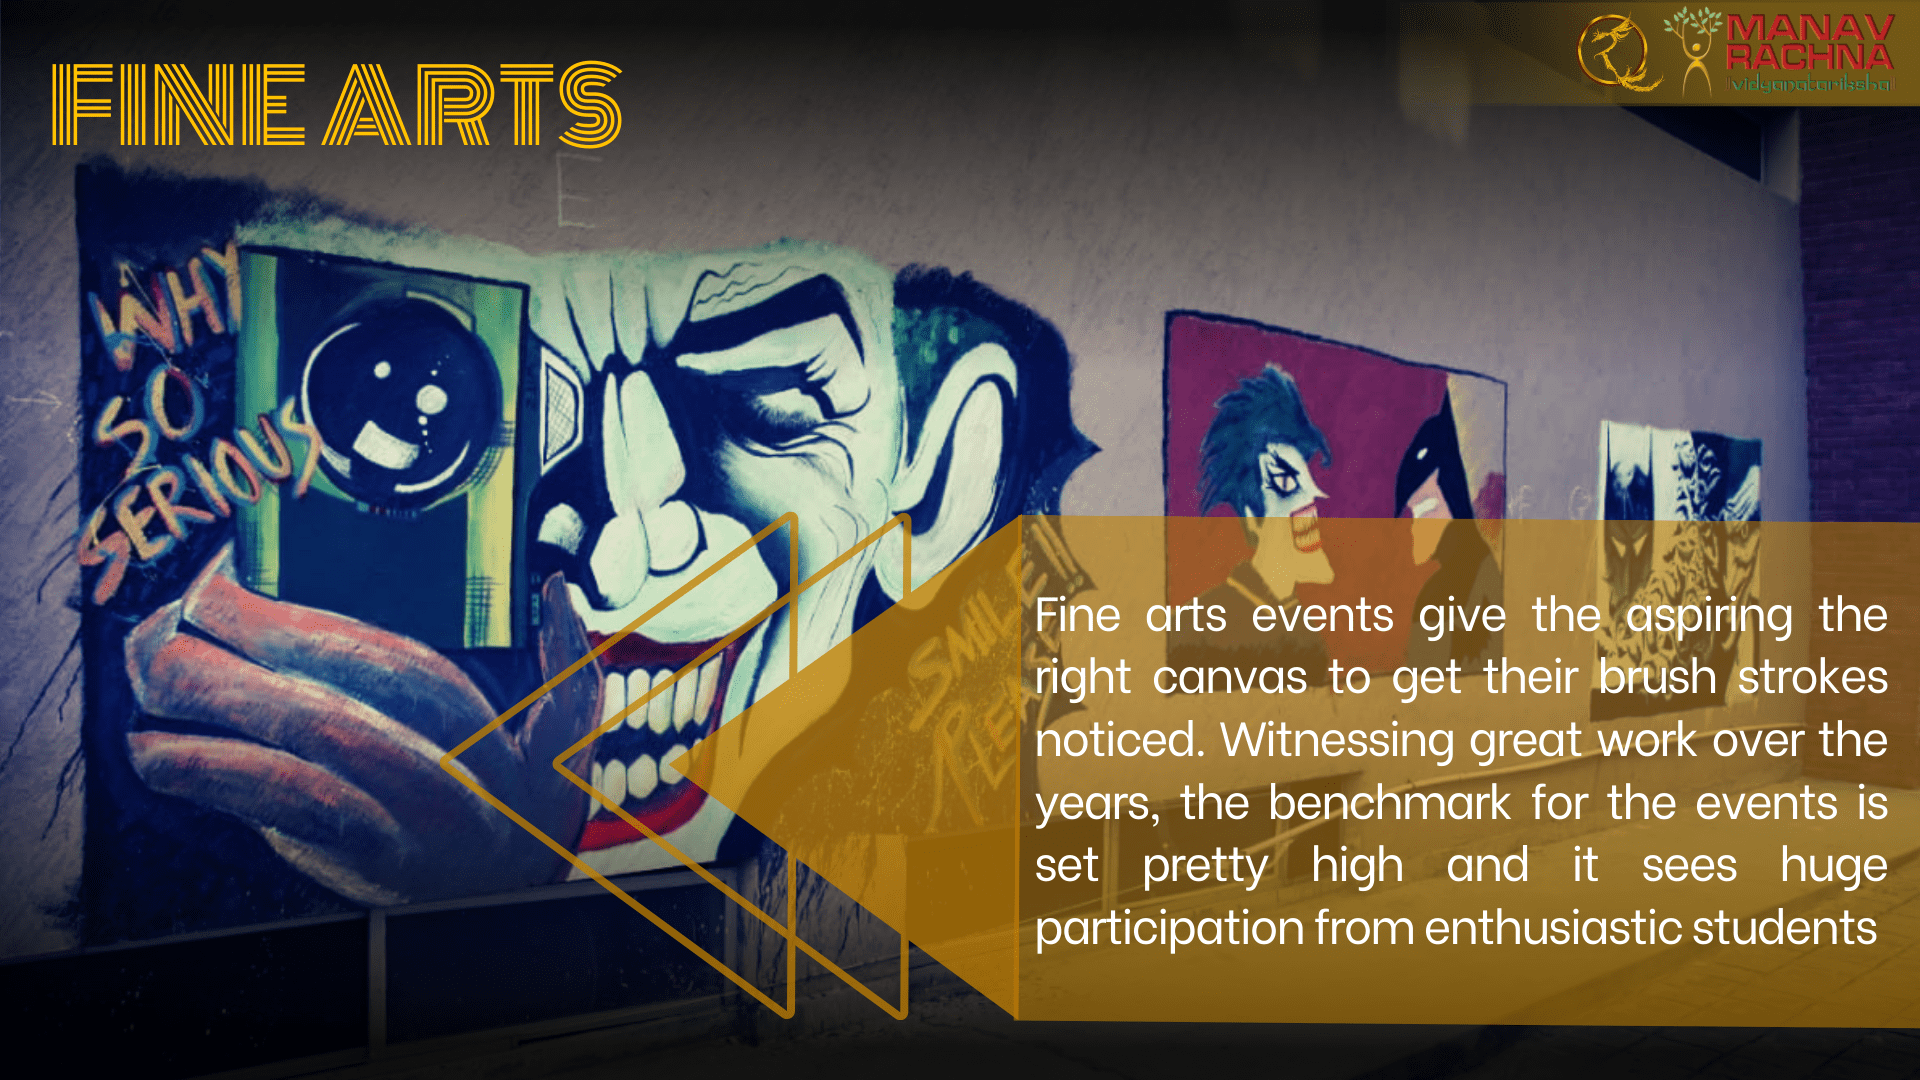 FINE ARTS
MANAV
RACHNA
vidyanatariksha
E
WHY
SO
SERIOUS
SMILE
PLE
Fine arts events give the aspiring the
right canvas to get their brush strokes
noticed. Witnessing great work over the
years, the benchmark for the events is
set pretty high and it sees huge
participation from enthusiastic students